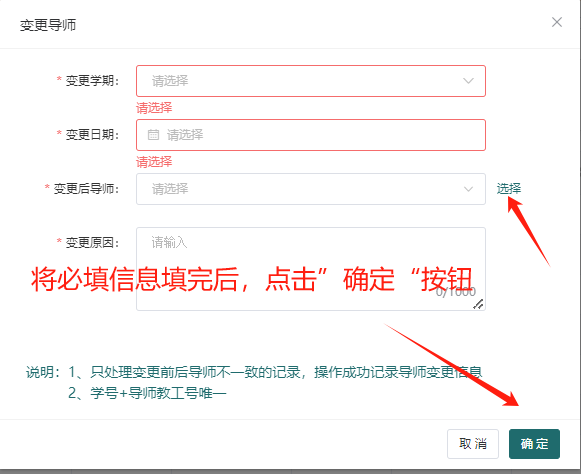 变更导师
* 变更学期： 请选择
请选择
* 变更日期： 请选择
请选择
* 变更后导师： 请选择 选择
* 变更原因： 请输入
将必填信息填完后，点击”确定“按钮
0/1000
说明：1、只处理变更前后导师不一致的记录，操作成功记录导师变更信息
2、学号+导师教工号唯一
取消 确定